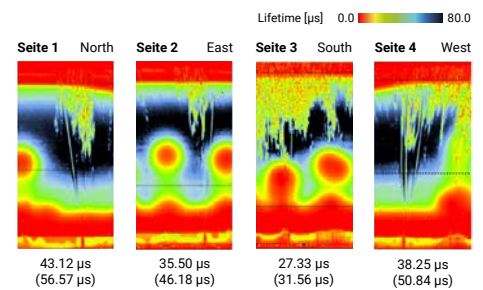 Lifetime [µs] 0.0 80.0
Seite 1 North Seite 2 East Seite 3 South Seite 4 West
43.12 µs 35.50 µs 27.33 µs 38.25 µs
(56.57 µs) (46.18 µs) (31.56 µs) (50.84 µs)